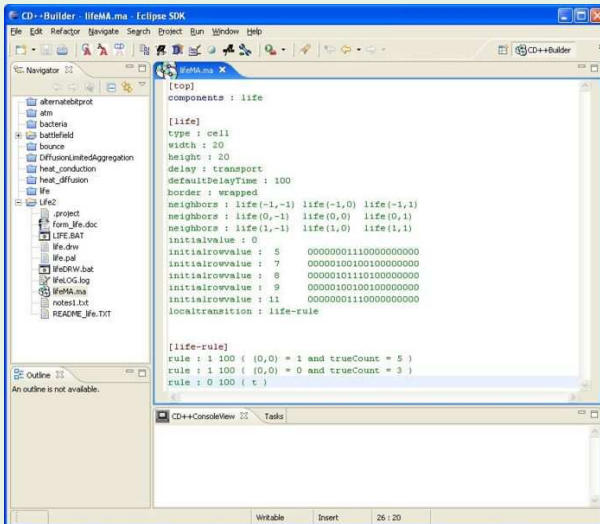 CD++Builder - lifeMA.ma - Eclipse SDK
File Edit Refactor Navigate Search Project Run Window Help
CD++Builder
Navigator
alternatebitprot
atm
bacteria
battlefield
bounce
DiffusionLimitedAggregation
heat_conduction
heat_diffusion
life
Life2
.project
form_life.doc
LIFE.BAT
life.drw
life.pal
lifeDRW.bat
lifeLOG.log
lifeMA.ma
notes1.txt
README_life.TXT
Outline
An outline is not available.
lifeMA.ma
[top]
components : life
[life]
type : cell
width : 20
height : 20
delay : transport
defaultDelayTime : 100
border : wrapped
neighbors : life(-1,-1) life(-1,0) life(-1,1)
neighbors : life(0,-1) life(0,0) life(0,1)
neighbors : life(1,-1) life(1,0) life(1,1)
initialvalue : 0
initialrowvalue : 5 00000001110000000000
initialrowvalue : 7 00000100100100000000
initialrowvalue : 8 00000101110100000000
initialrowvalue : 9 00000100100100000000
initialrowvalue : 11 00000001110000000000
localtransition : life-rule
[life-rule]
rule : 1 100 { (0,0) = 1 and trueCount = 5 }
rule : 1 100 { (0,0) = 0 and trueCount = 3 }
rule : 0 100 { t }
CD++ConsoleView Tasks
Writable Insert 26 : 20